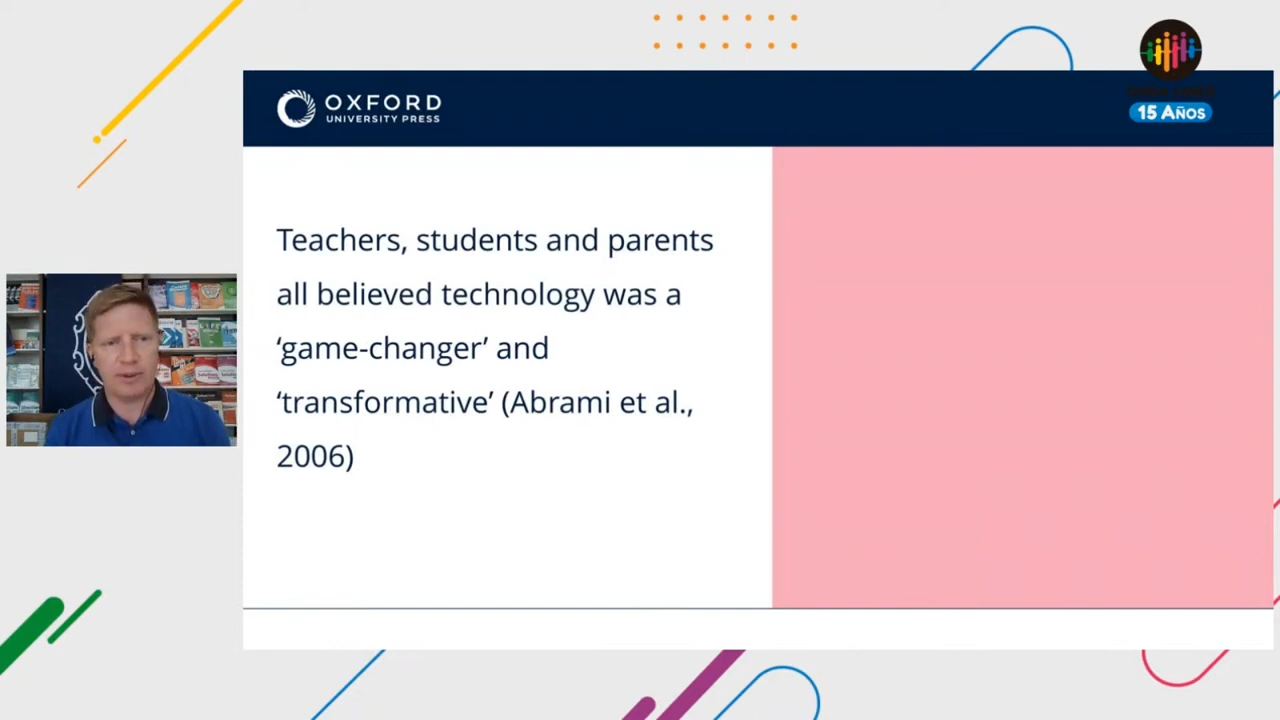 OXFORD
UNIVERSITY PRESS
15 AÑOS
Teachers, students and parents
all believed technology was a
‘game-changer’ and
‘transformative’ (Abrami et al.,
2006)